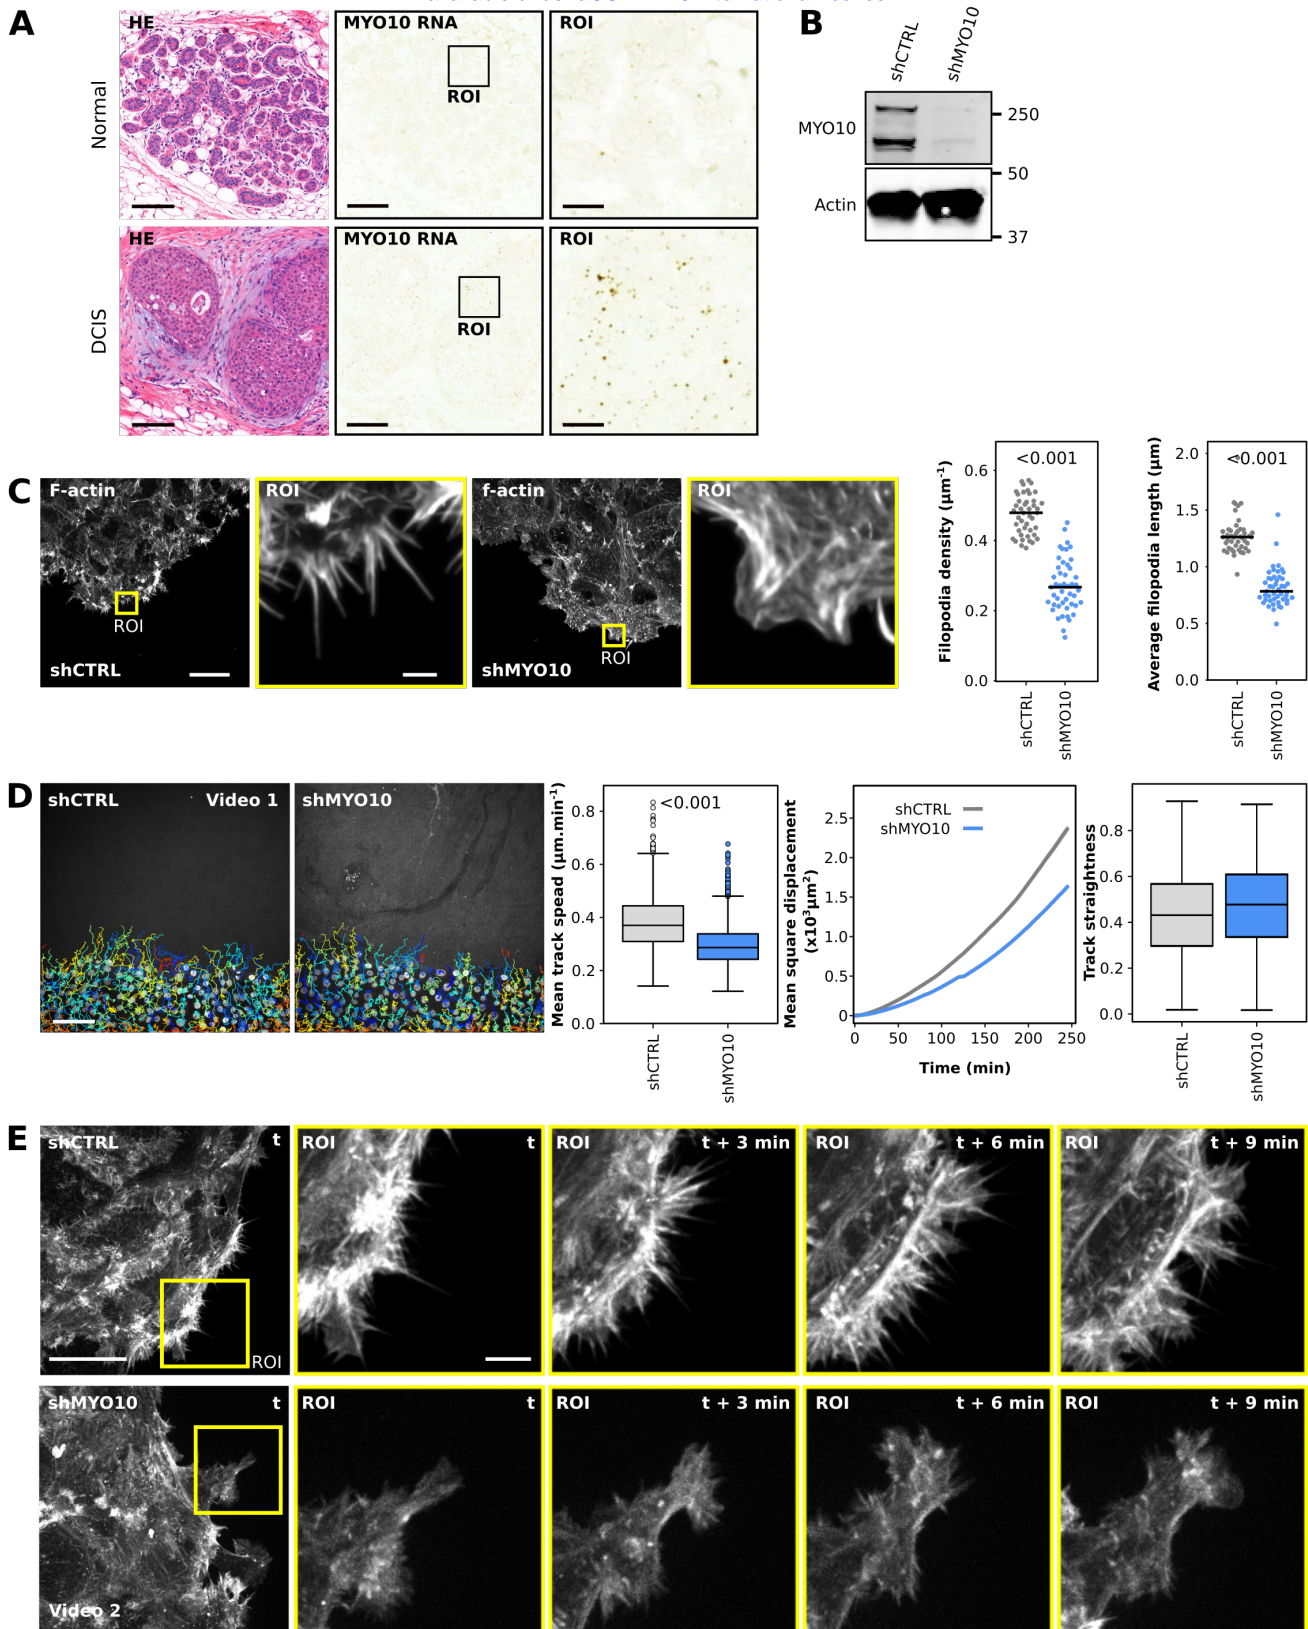 A
HE
MYO10 RNA
ROI
ROI
Normal
HE
MYO10 RNA
ROI
ROI
DCIS
B
shCTRL
shMYO10
MYO10
250
50
Actin
37
C
F-actin
ROI
shCTRL
ROI
f-actin
ROI
shMYO10
ROI
Filopodia density (µm⁻¹)
0.6
0.4
0.2
0.0
<0.001
shCTRL
shMYO10
Average filopodia length (µm)
2.0
1.5
1.0
0.5
0.0
<0.001
shCTRL
shMYO10
D
shCTRL
Video 1
shMYO10
Mean track spead (µm.min⁻¹)
0.8
0.6
0.4
0.2
0.0
<0.001
shCTRL
shMYO10
Mean square displacement
(x10³µm²)
2.5
2.0
1.5
1.0
0.5
0
shCTRL
shMYO10
0 50 100 150 200 250
Time (min)
Track straightness
0.8
0.6
0.4
0.2
0.0
shCTRL
shMYO10
E
shCTRL
t
ROI
ROI
t
ROI
t + 3 min
ROI
t + 6 min
ROI
t + 9 min
shMYO10
t
Video 2
ROI
t
ROI
t + 3 min
ROI
t + 6 min
ROI
t + 9 min